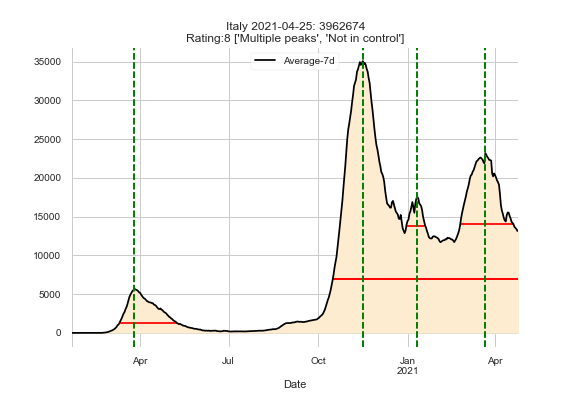 Italy 2021-04-25: 3962674
Rating:8 ['Multiple peaks', 'Not in control']
Average-7d
35000
30000
25000
20000
15000
10000
5000
0
Apr Jul Oct Jan Apr
2021
Date